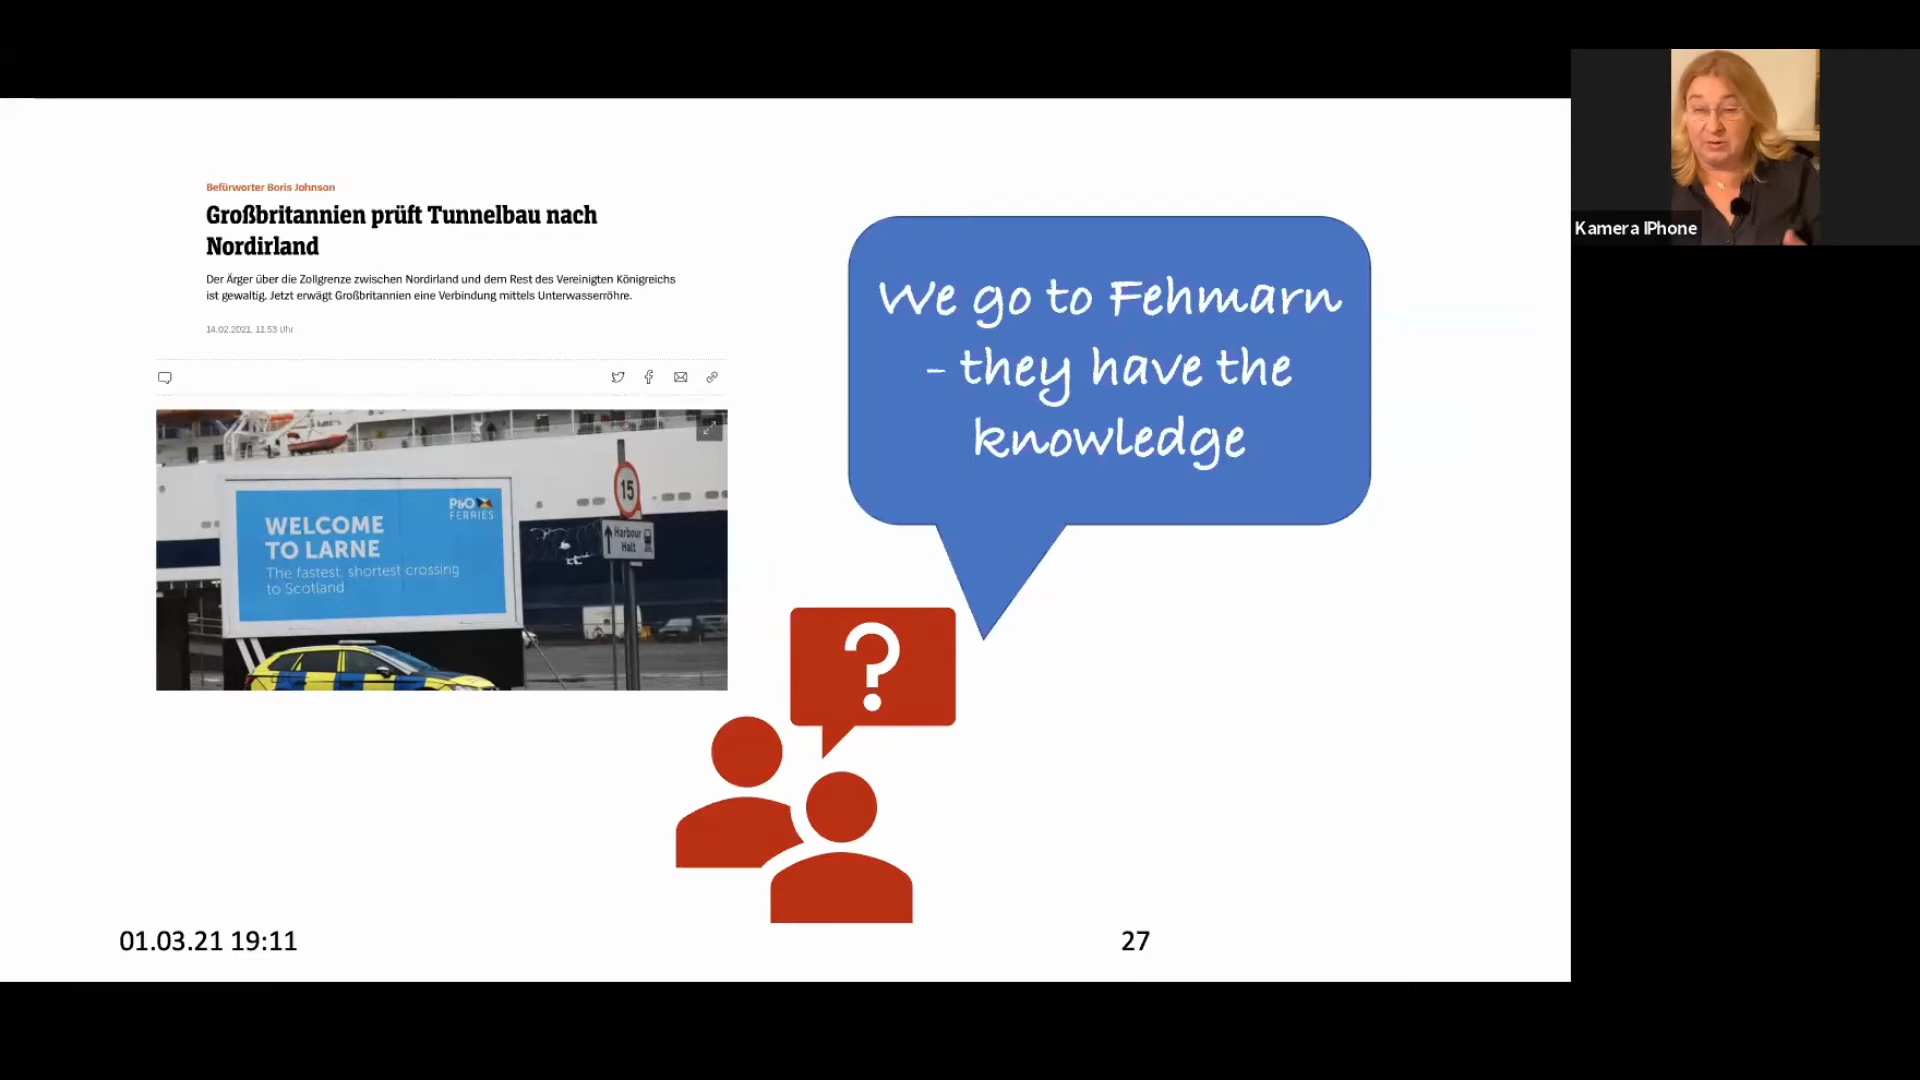 Befürworter Boris Johnson
Großbritannien prüft Tunnelbau nach
Nordirland
Der Ärger über die Zollgrenze zwischen Nordirland und dem Rest des Vereinigten Königreichs
ist gewaltig. Jetzt erwägt Großbritannien eine Verbindung mittels Unterwasserröhre.
14.02.2021, 11.53 Uhr
P&O
FERRIES
WELCOME
TO LARNE
The fastest, shortest crossing
to Scotland
15
Harbour
Halt
We go to Fehmarn
- they have the
knowledge
?
01.03.21 19:11
27
Kamera IPhone